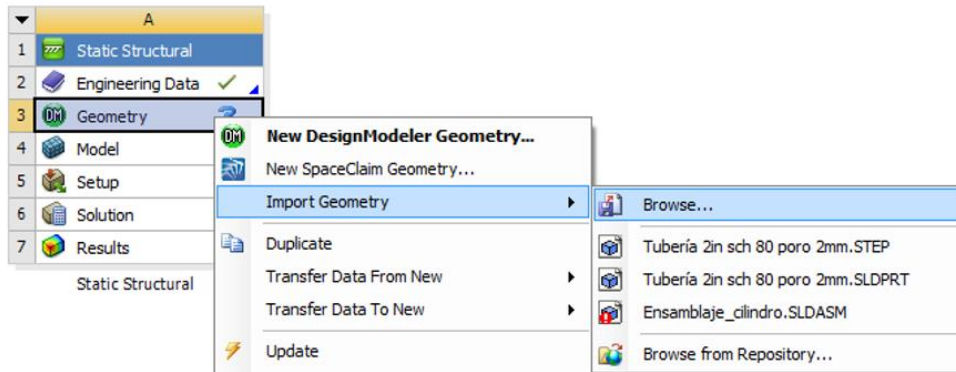 A
1 Static Structural
2 Engineering Data
3 DM Geometry ?
4 Model
5 Setup
6 Solution
7 Results
Static Structural
DM New DesignModeler Geometry...
New SpaceClaim Geometry...
Import Geometry
Duplicate
Transfer Data From New
Transfer Data To New
Update
Browse...
Tubería 2in sch 80 poro 2mm.STEP
Tubería 2in sch 80 poro 2mm.SLDPRT
Ensamblaje_cilindro.SLDASM
Browse from Repository...